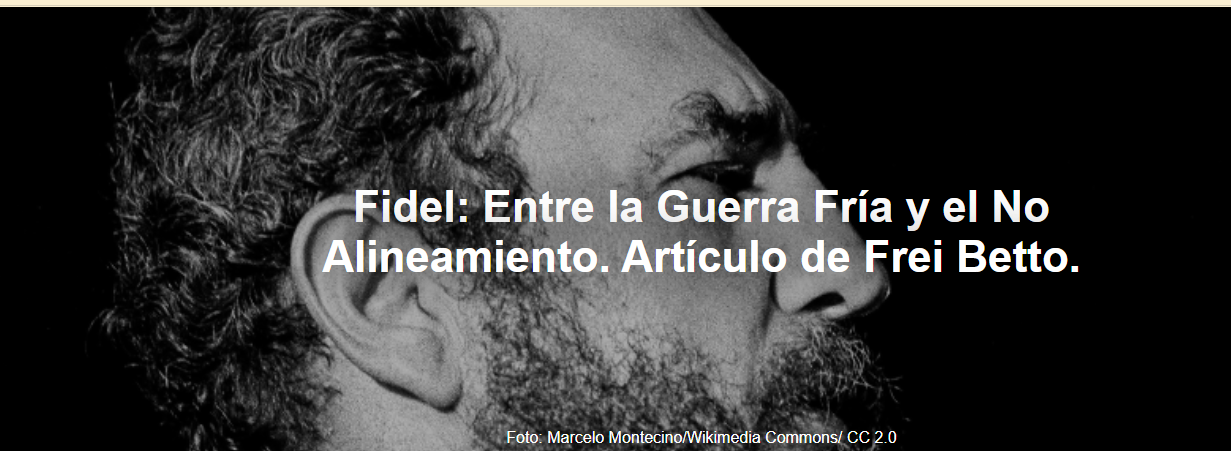 Fidel: Entre la Guerra Fría y el No
Alineamiento. Artículo de Frei Betto.
Foto: Marcelo Montecino/Wikimedia Commons/ CC 2.0